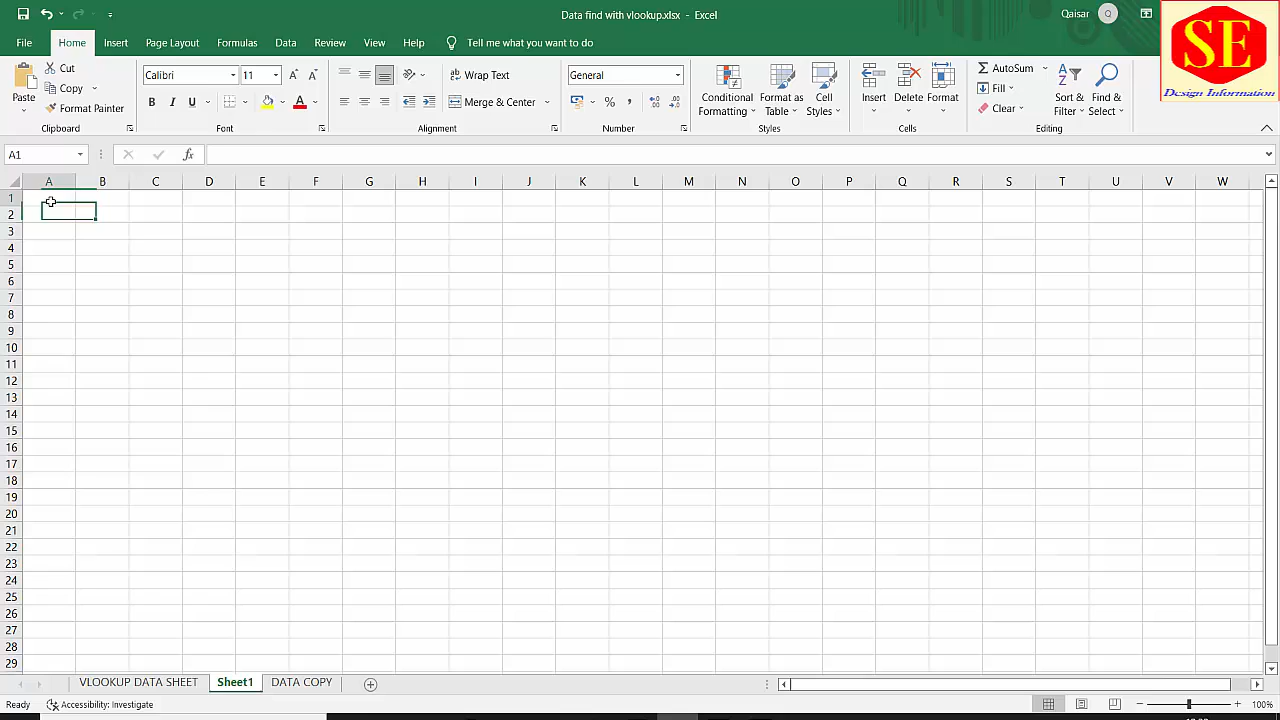 Data find with vlookup.xlsx - Excel
Qaisar
SE
Design Information
File Home Insert Page Layout Formulas Data Review View Help Tell me what you want to do
Paste
Cut
Copy
Format Painter
Clipboard
Calibri 11
B I U
Font
Wrap Text
Merge & Center
Alignment
General
% ,
Number
Conditional Formatting
Format as Table
Cell Styles
Styles
Insert
Delete
Format
Cells
AutoSum
Fill
Clear
Sort & Filter
Find & Select
Editing
A1 fx
A B C D E F G H I J K L M N O P Q R S T U V W
1
2
3
4
5
6
7
8
9
10
11
12
13
14
15
16
17
18
19
20
21
22
23
24
25
26
27
28
29
VLOOKUP DATA SHEET Sheet1 DATA COPY
Ready Accessibility: Investigate 100%